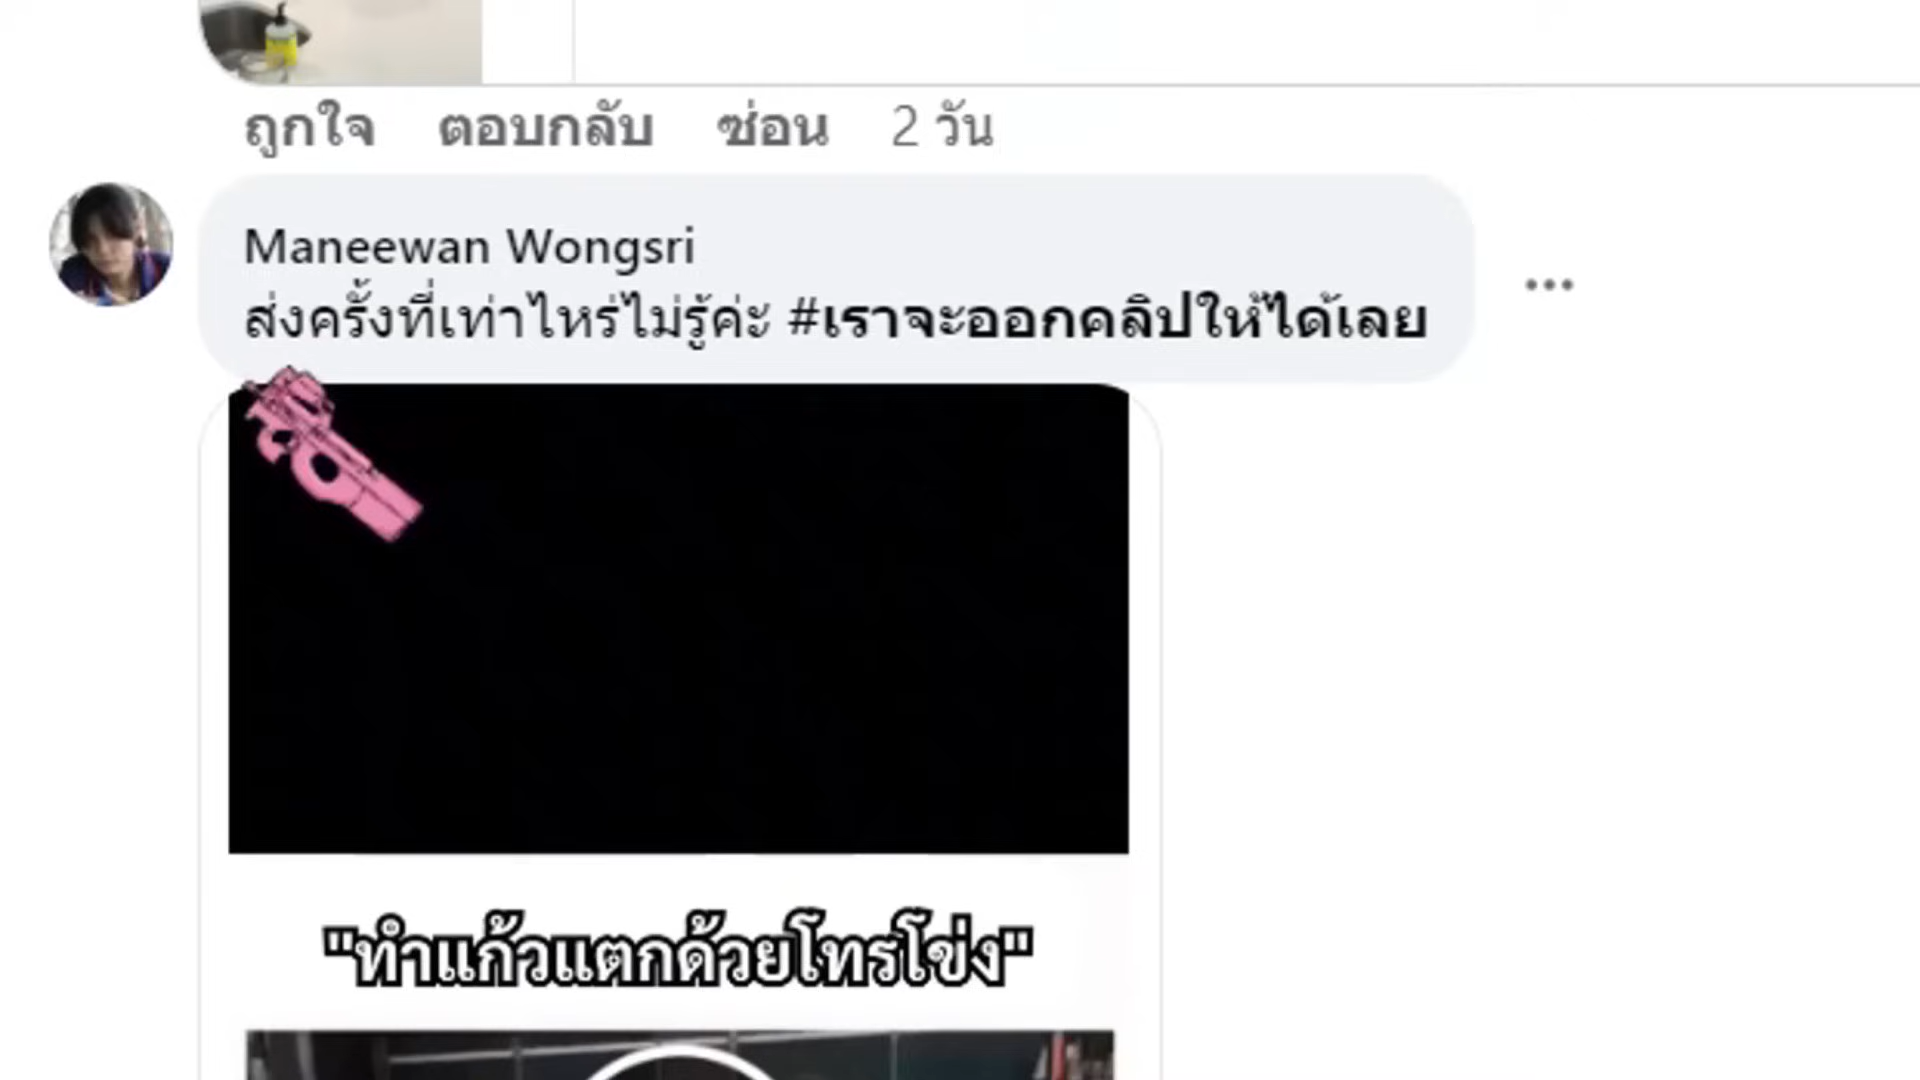 ถูกใจ ตอบกลับ ซ่อน 2 วัน
Maneewan Wongsri
ส่งครั้งที่เท่าไหร่ไม่รู้ค่ะ #เราจะออกคลิปให้ได้เลย
"ทำแก้วแตกด้วยโทรโข่ง"